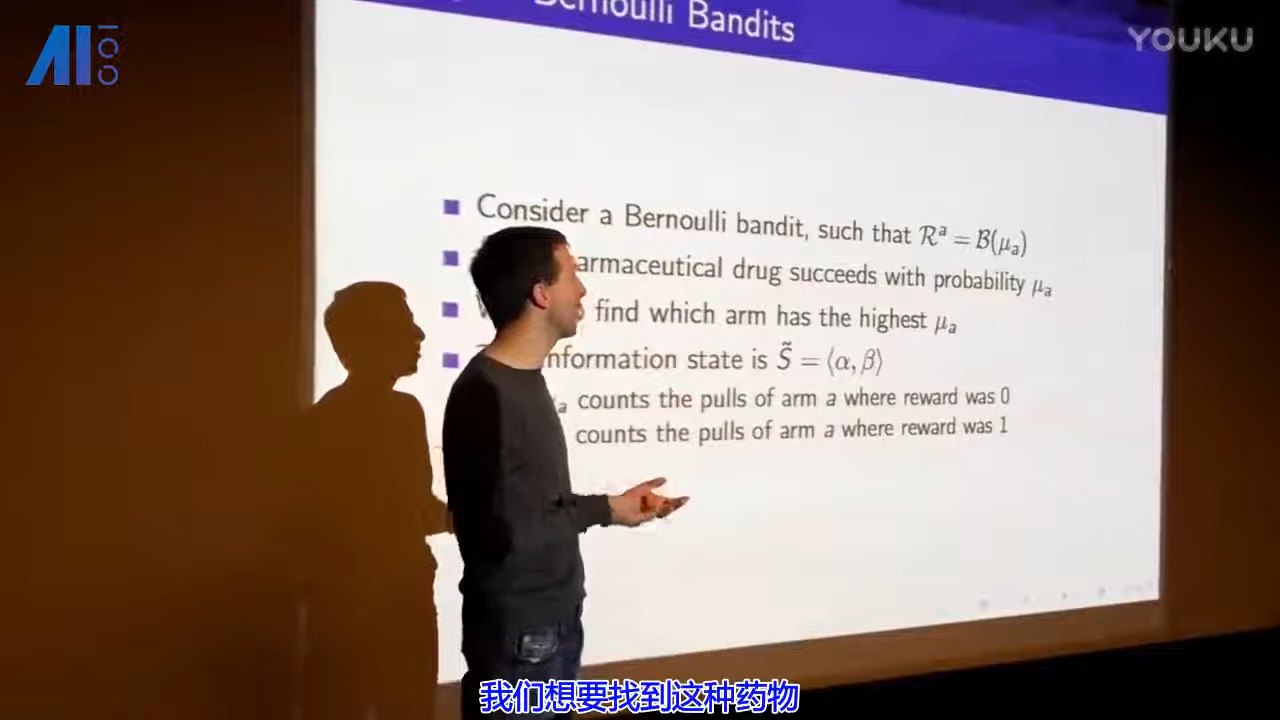 AI100
YOUKU
Bernoulli Bandits
Consider a Bernoulli bandit, such that ℛᵃ = ℬ(μₐ)
armaceutical drug succeeds with probability μₐ
find which arm has the highest μₐ
nformation state is S̃ = ⟨α, β⟩
counts the pulls of arm a where reward was 0
counts the pulls of arm a where reward was 1
我们想要找到这种药物